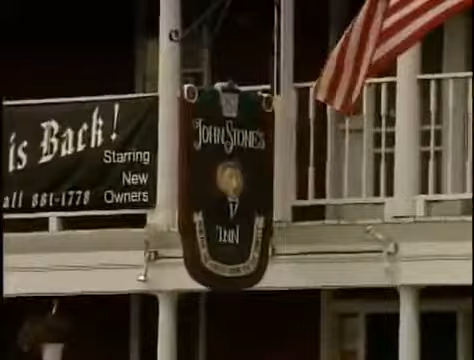 is Back!
Starring
New
Owners
all 881-1778
JOHN STONE'S
INN